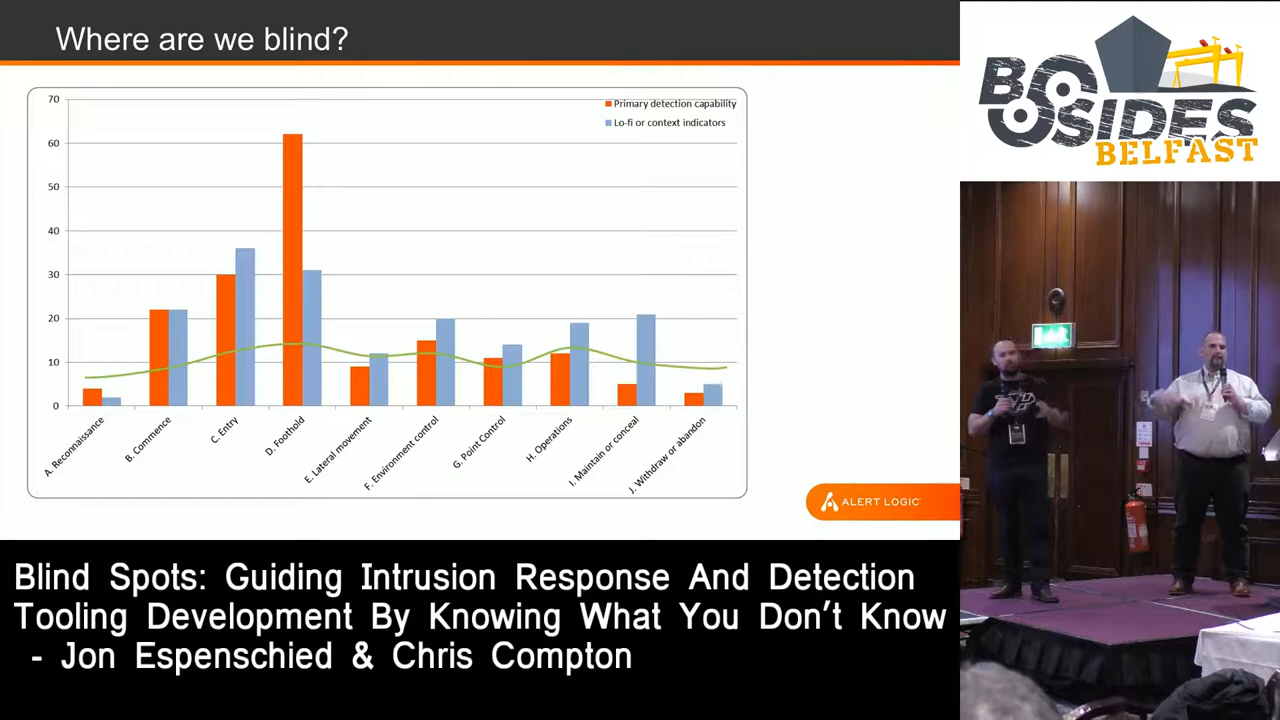 Where are we blind?
70
60
50
40
30
20
10
0
Primary detection capability
Lo-fi or context indicators
A. Reconnaissance
B. Commence
C. Entry
D. Foothold
E. Lateral movement
F. Environment control
G. Point Control
H. Operations
I. Maintain or conceal
J. Withdraw or abandon
ALERT LOGIC
BSIDES
BELFAST
Blind Spots: Guiding Intrusion Response And Detection
Tooling Development By Knowing What You Don't Know
- Jon Espenschied & Chris Compton